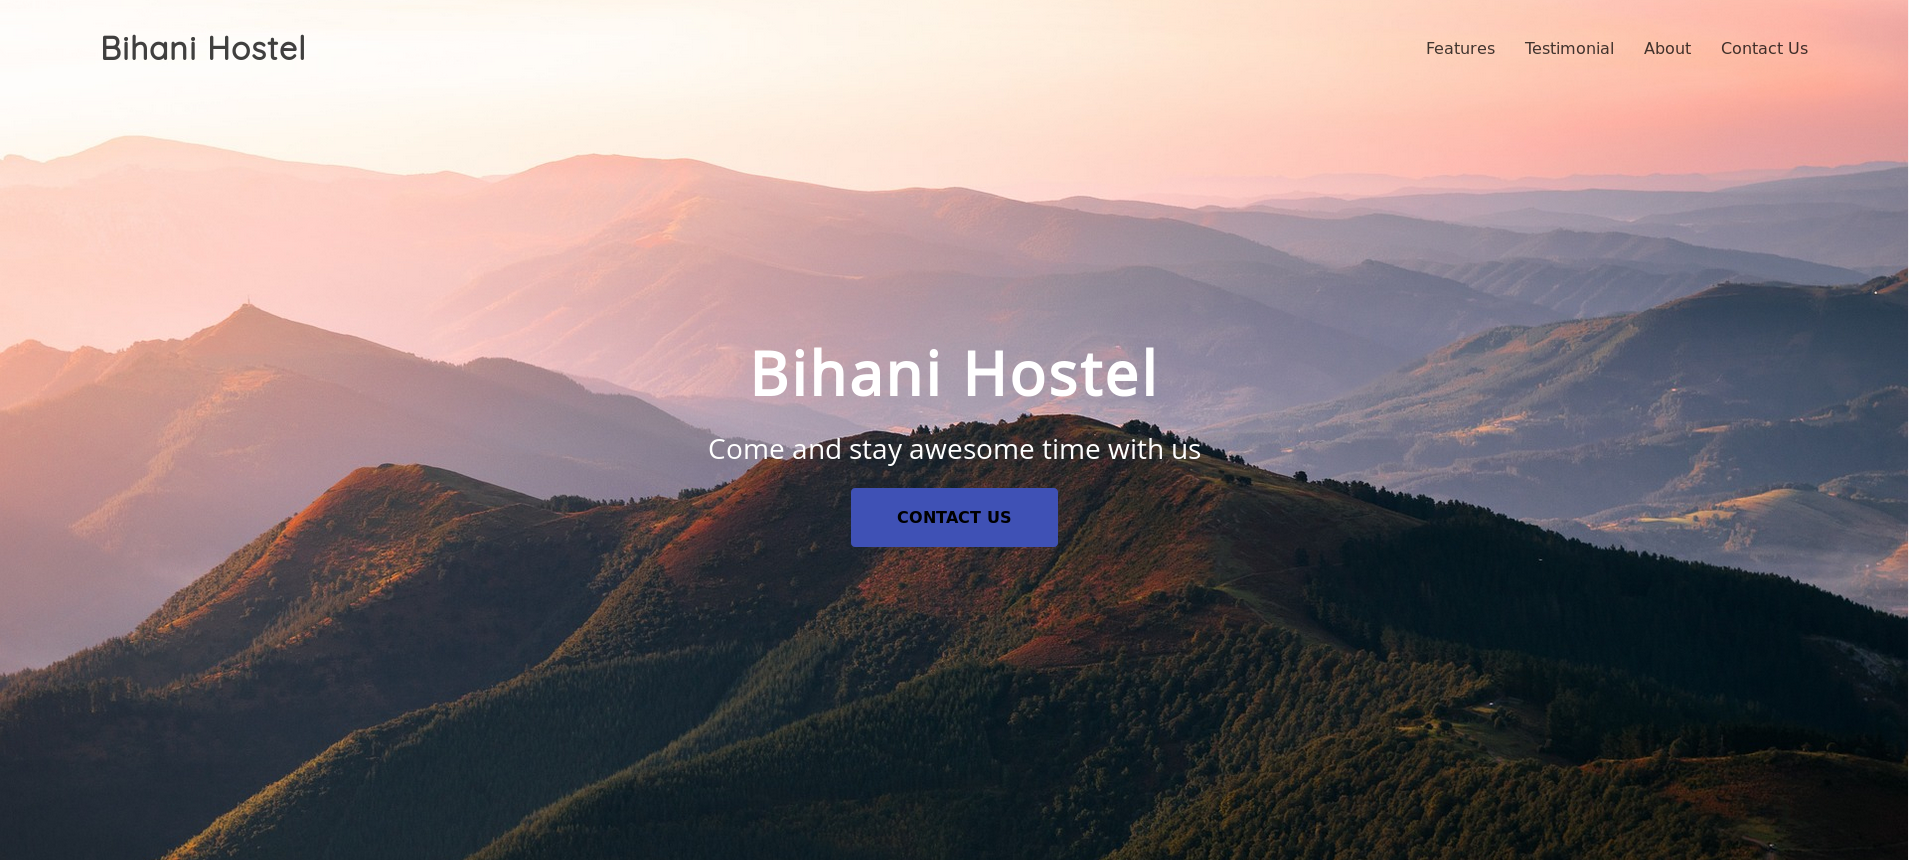 Bihani Hostel
Features Testimonial About Contact Us
Bihani Hostel
Come and stay awesome time with us
CONTACT US